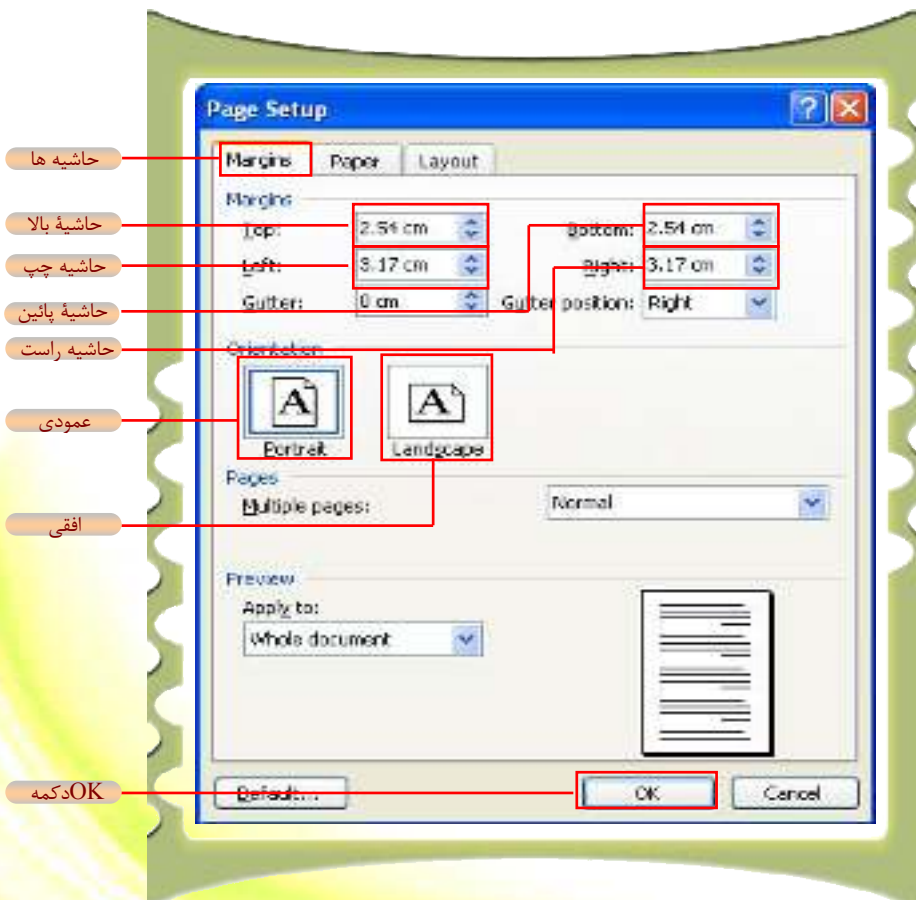 Page Setup
حاشیه ها
Margins Paper Layout
Margins
حاشیۀ بالا
Top: 2.54 cm Bottom: 2.54 cm
حاشیه چپ
Left: 3.17 cm Right: 3.17 cm
حاشیۀ پائین
Gutter: 0 cm Gutter position: Right
حاشیه راست
Orientation
عمودی
Portrait Landscape
Pages
Multiple pages: Normal
افقی
Preview
Apply to:
Whole document
دکمهOK
Default... OK Cancel